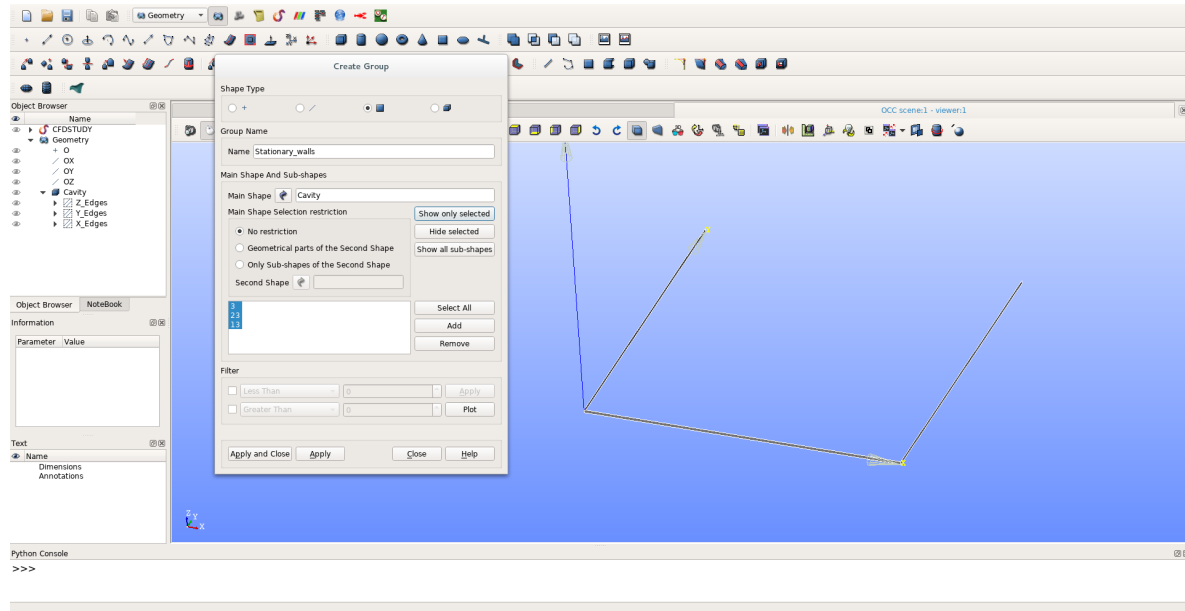 Geometry
Create Group
Shape Type
Object Browser
Name
OCC scene:1 - viewer:1
CFDSTUDY
Geometry
O
OX
OY
OZ
Cavity
Z_Edges
Y_Edges
X_Edges
Group Name
Name Stationary_walls
Main Shape And Sub-shapes
Main Shape Cavity
Main Shape Selection restriction
Show only selected
No restriction
Hide selected
Geometrical parts of the Second Shape
Show all sub-shapes
Only Sub-shapes of the Second Shape
Second Shape
Object Browser NoteBook
3
23
13
Select All
Add
Remove
Information
Parameter Value
Filter
Less Than 0 Apply
Greater Than 0 Plot
Text
Name
Dimensions
Annotations
Apply and Close Apply Close Help
Z
Y
X
Python Console
>>>